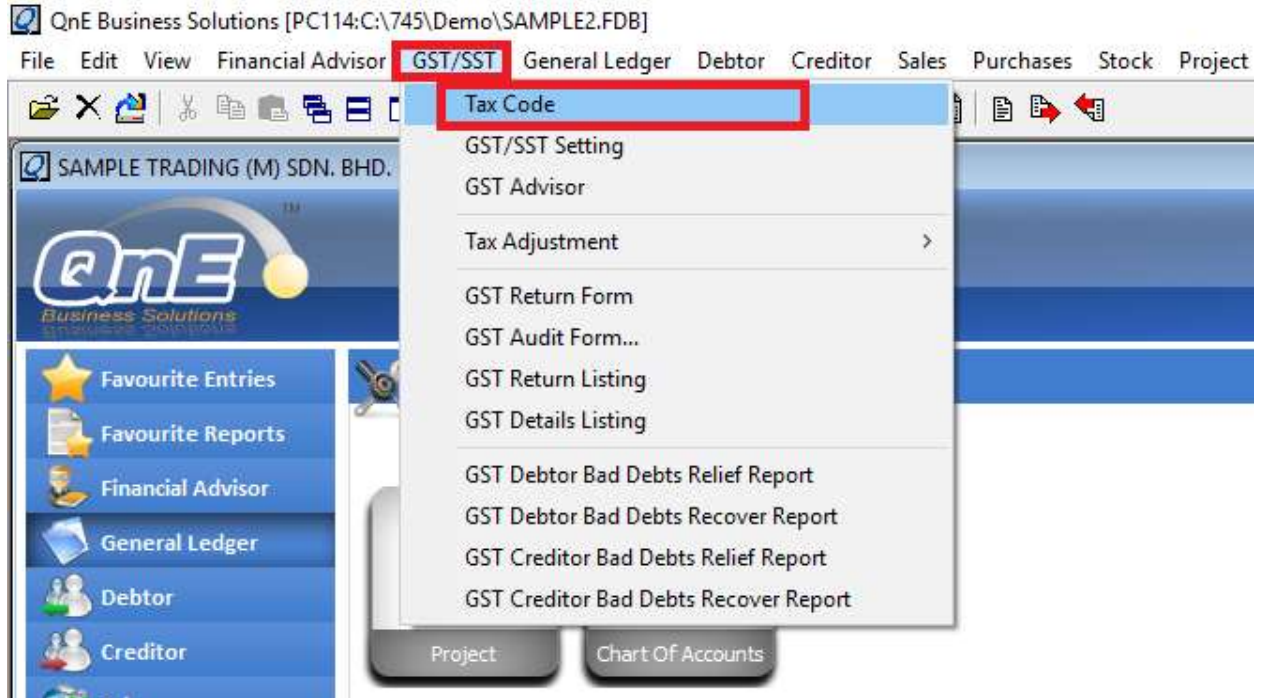 QnE Business Solutions [PC114:C:\745\Demo\SAMPLE2.FDB]
File Edit View Financial Advisor GST/SST General Ledger Debtor Creditor Sales Purchases Stock Project
Tax Code
GST/SST Setting
GST Advisor
Tax Adjustment
GST Return Form
GST Audit Form...
GST Return Listing
GST Details Listing
GST Debtor Bad Debts Relief Report
GST Debtor Bad Debts Recover Report
GST Creditor Bad Debts Relief Report
GST Creditor Bad Debts Recover Report
SAMPLE TRADING (M) SDN. BHD.
TM
QnE
Business Solutions
Favourite Entries
Favourite Reports
Financial Advisor
General Ledger
Debtor
Creditor
Project
Chart Of Accounts